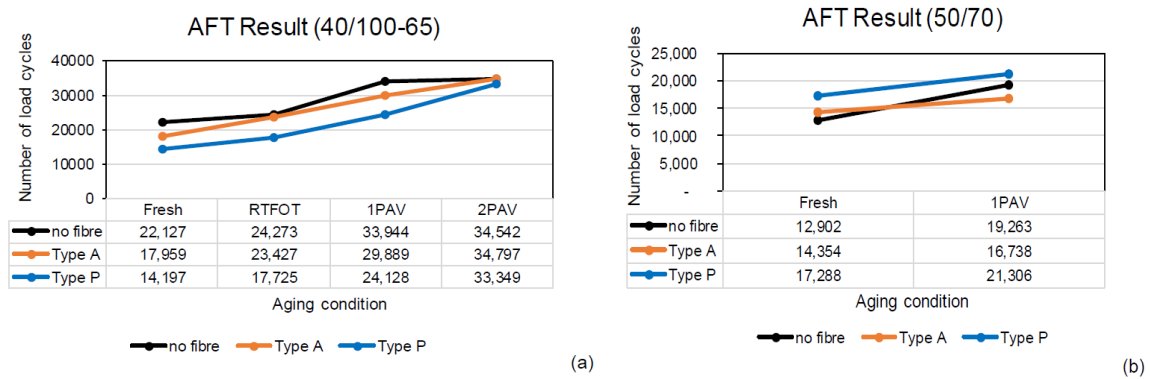 AFT Result (40/100-65)
Number of load cycles
40000
30000
20000
10000
0
Fresh RTFOT 1PAV 2PAV
no fibre 22,127 24,273 33,944 34,542
Type A 17,959 23,427 29,889 34,797
Type P 14,197 17,725 24,128 33,349
Aging condition
no fibre Type A Type P
(a)
AFT Result (50/70)
Number of load cycles
25,000
20,000
15,000
10,000
5,000
-
Fresh 1PAV
no fibre 12,902 19,263
Type A 14,354 16,738
Type P 17,288 21,306
Aging condition
no fibre Type A Type P
(b)